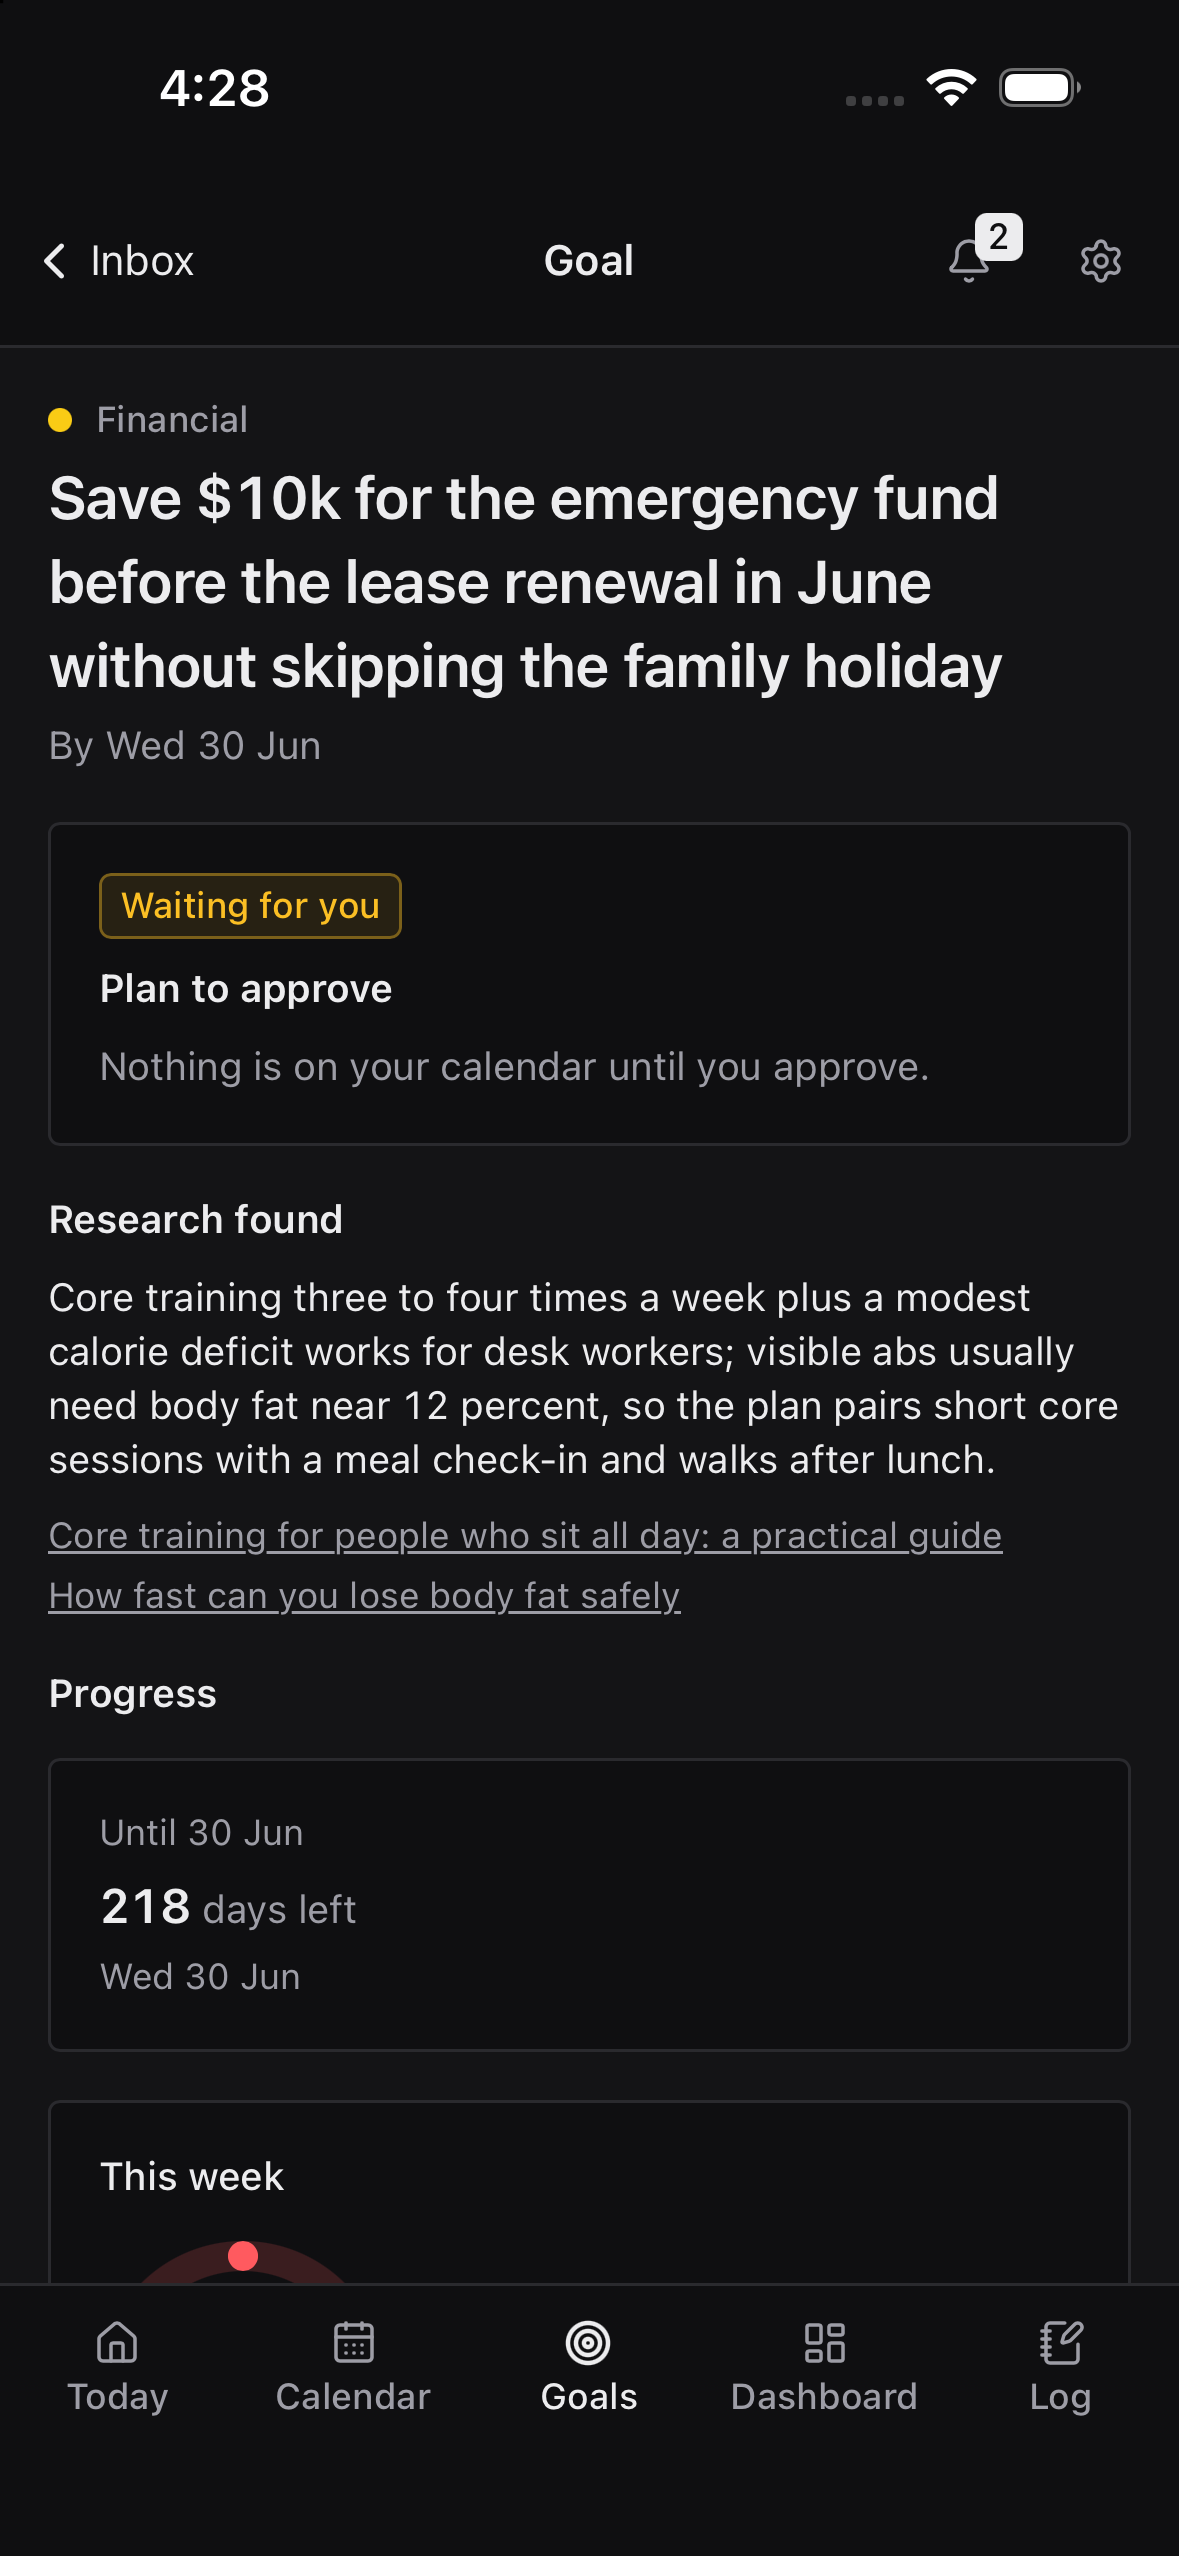 4:28
Inbox
Goal
2
Financial
Save $10k for the emergency fund
before the lease renewal in June
without skipping the family holiday
By Wed 30 Jun
Waiting for you
Plan to approve
Nothing is on your calendar until you approve.
Research found
Core training three to four times a week plus a modest
calorie deficit works for desk workers; visible abs usually
need body fat near 12 percent, so the plan pairs short core
sessions with a meal check-in and walks after lunch.
Core training for people who sit all day: a practical guide
How fast can you lose body fat safely
Progress
Until 30 Jun
218 days left
Wed 30 Jun
This week
Today
Calendar
Goals
Dashboard
Log